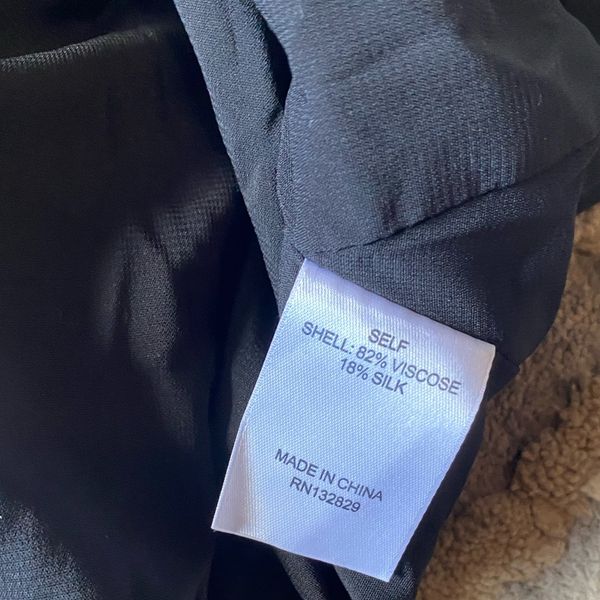 SELF
SHELL: 82% VISCOSE
18% SILK
MADE IN CHINA
RN132829